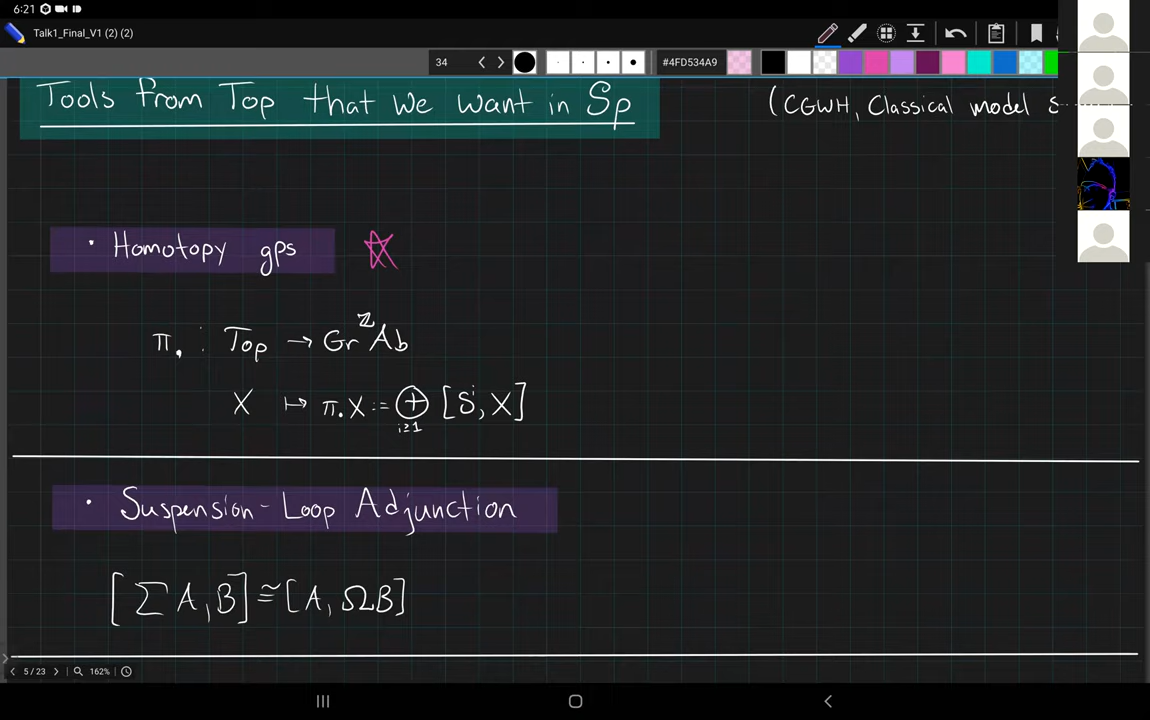 6:21
Talk1_Final_V1 (2) (2)
34
#4FD534A9
Tools from Top that we want in Sp
(CGWH, Classical model s
• Homotopy gps
π. : Top → Gr^ℤ Ab
X ↦ π.X := ⊕_{i≥1} [S^i, X]
• Suspension-Loop Adjunction
[ΣA, B] ≅ [A, ΩB]
5/23
162%